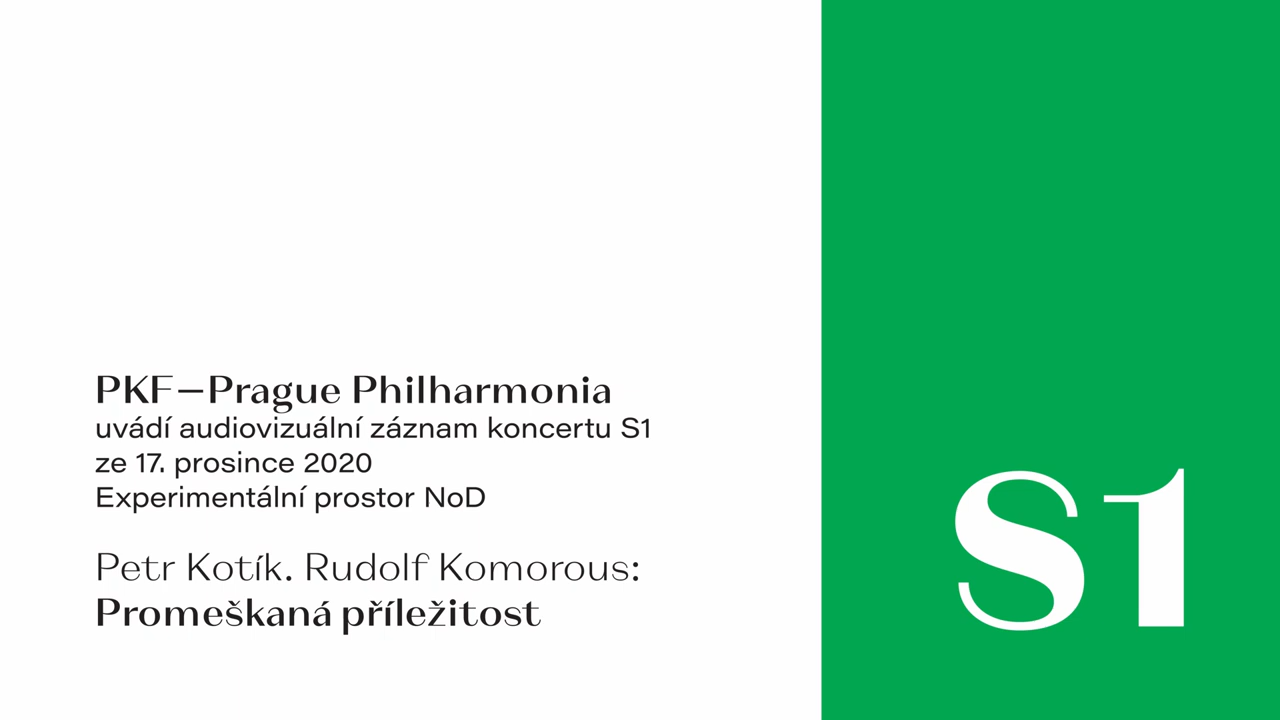 PKF—Prague Philharmonia
uvádí audiovizuální záznam koncertu S1
ze 17. prosince 2020
Experimentální prostor NoD
Petr Kotík. Rudolf Komorous:
Promeškaná příležitost
S1